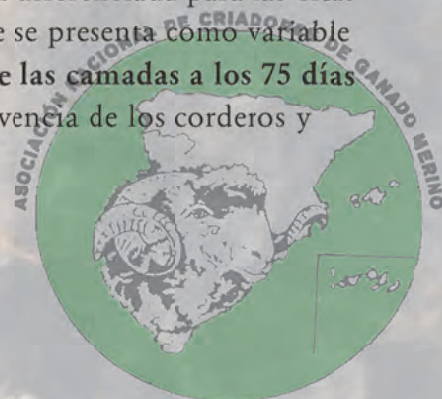 se presenta como variable
las camadas a los 75 días
vencia de los corderos y
ASOCIACIÓN NACIONAL DE CRIADORES DE GANADO MERINO